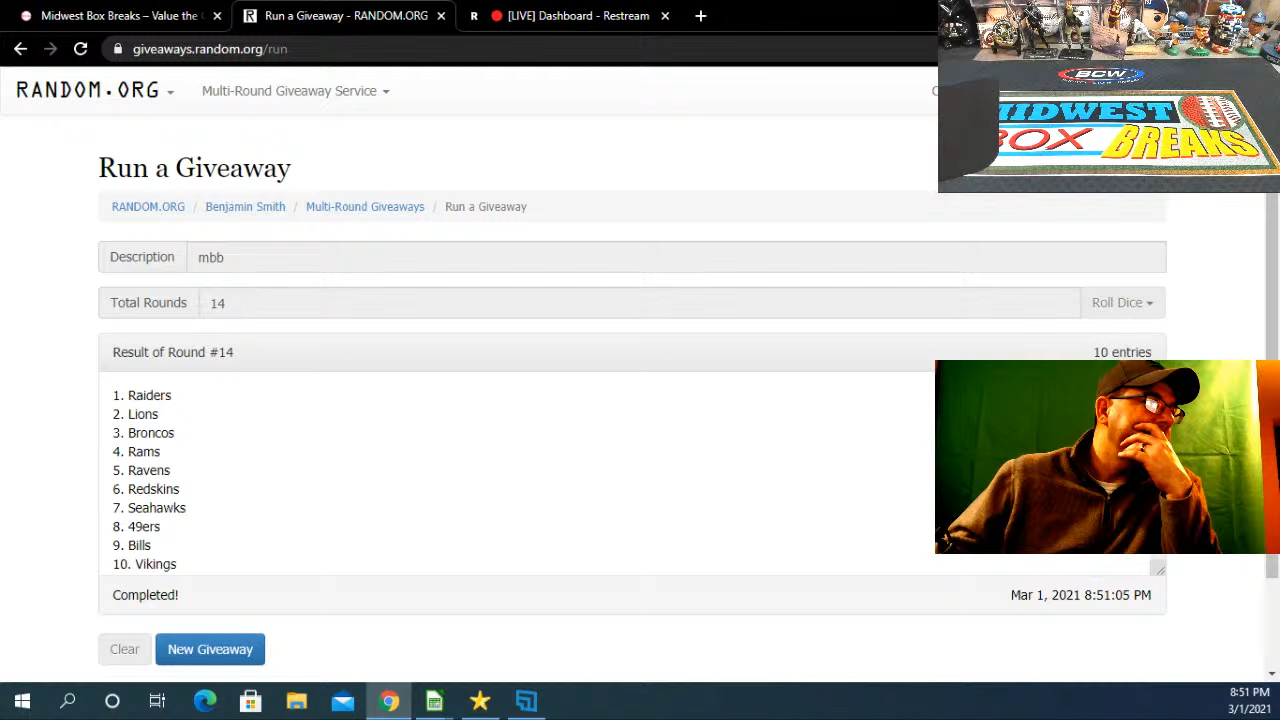 Midwest Box Breaks – Value the
Run a Giveaway - RANDOM.ORG
R [LIVE] Dashboard - Restream
giveaways.random.org/run
RANDOM.ORG
Multi-Round Giveaway Service
BCW
MIDWEST
BOX BREAKS
Run a Giveaway
RANDOM.ORG / Benjamin Smith / Multi-Round Giveaways / Run a Giveaway
Description mbb
Total Rounds 14 Roll Dice
Result of Round #14 10 entries
1. Raiders
2. Lions
3. Broncos
4. Rams
5. Ravens
6. Redskins
7. Seahawks
8. 49ers
9. Bills
10. Vikings
Completed! Mar 1, 2021 8:51:05 PM
Clear New Giveaway
8:51 PM
3/1/2021